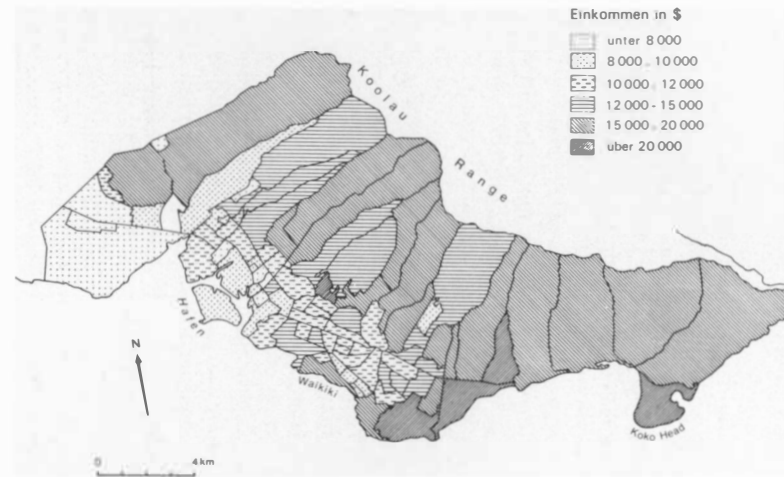 Einkommen in $
unter 8 000
8 000 - 10 000
10 000 - 12 000
12 000 - 15 000
15 000 - 20 000
über 20 000
Koolau
Range
Hafen
N
Waikiki
Koko Head
0 4 km